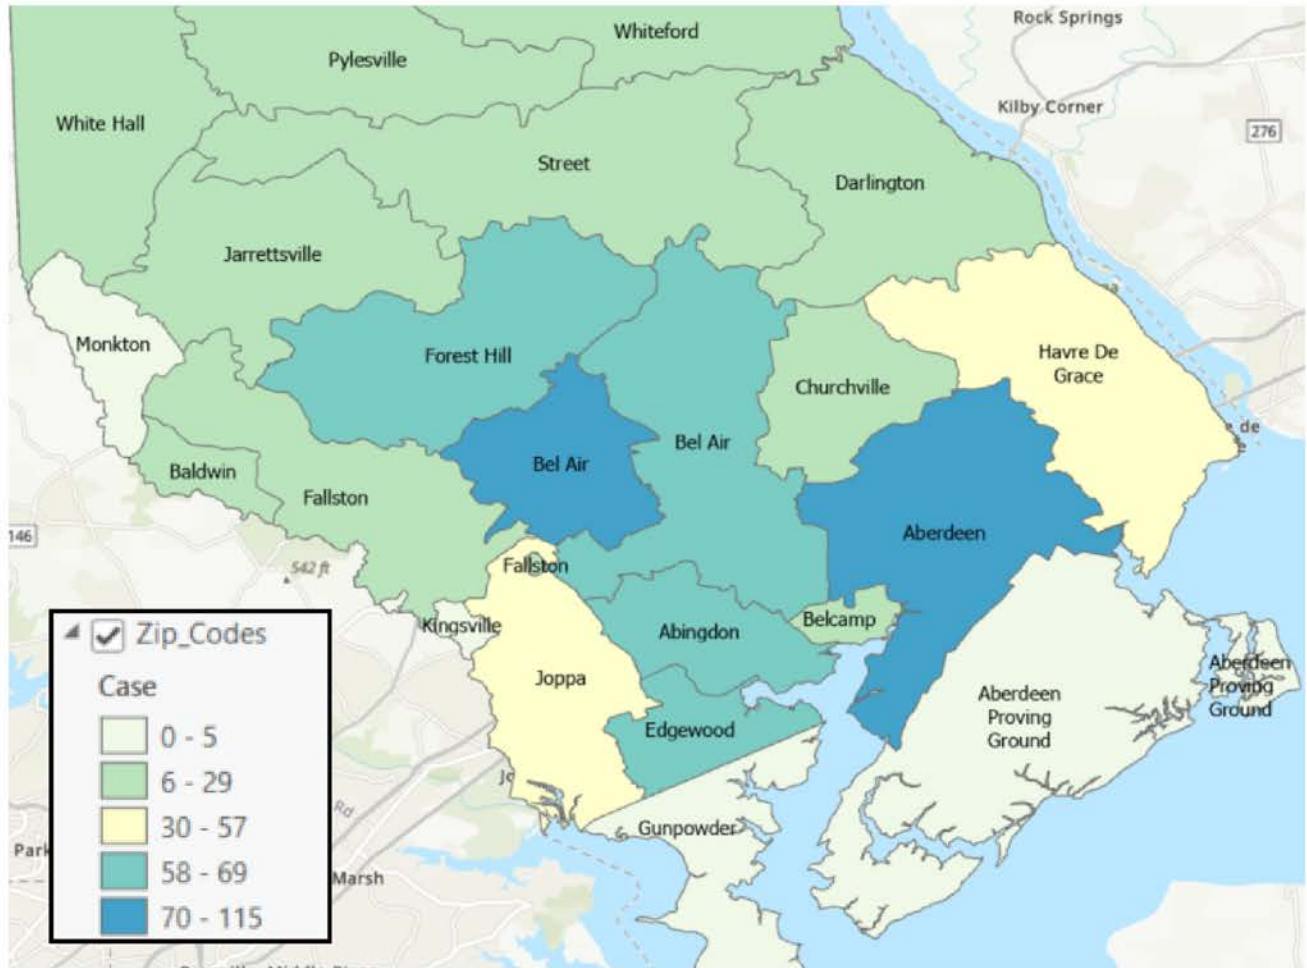 Rock Springs
Whiteford
Pylesville
Kilby Corner
White Hall
276
Street
Darlington
Jarrettsville
Monkton
Forest Hill
Havre De
Grace
Churchville
Bel Air
de
Bel Air
Baldwin
Fallston
Aberdeen
146
542 ft
Fallston
Kingsville
Belcamp
Abingdon
Zip_Codes
Case
0 - 5
6 - 29
30 - 57
58 - 69
70 - 115
Joppa
Aberdeen
Proving
Ground
Aberdeen
Proving
Ground
Edgewood
Rd
Gunpowder
Park
Marsh